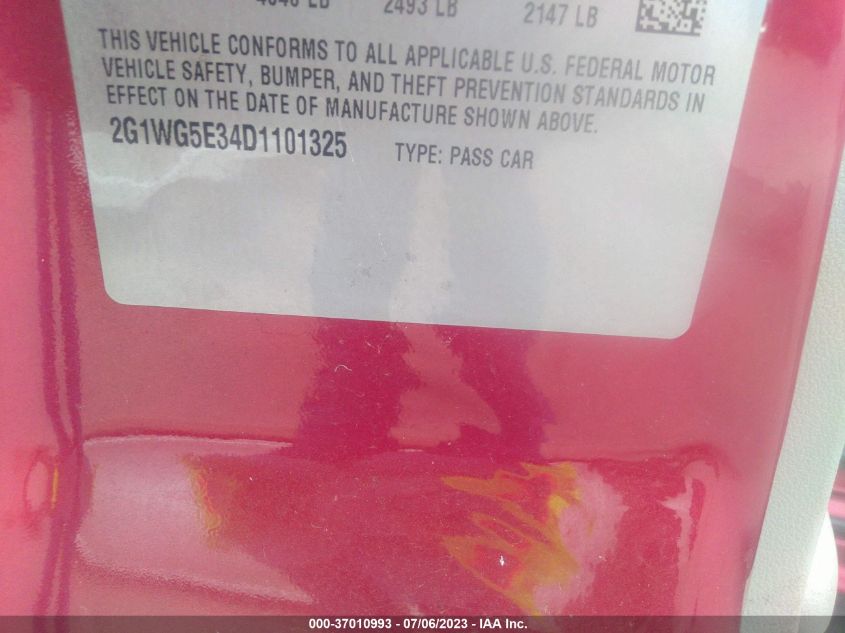 2493 LB 2147 LB
THIS VEHICLE CONFORMS TO ALL APPLICABLE U.S. FEDERAL MOTOR
VEHICLE SAFETY, BUMPER, AND THEFT PREVENTION STANDARDS IN
EFFECT ON THE DATE OF MANUFACTURE SHOWN ABOVE.
2G1WG5E34D1101325 TYPE: PASS CAR
000-37010993 - 07/06/2023 - IAA Inc.